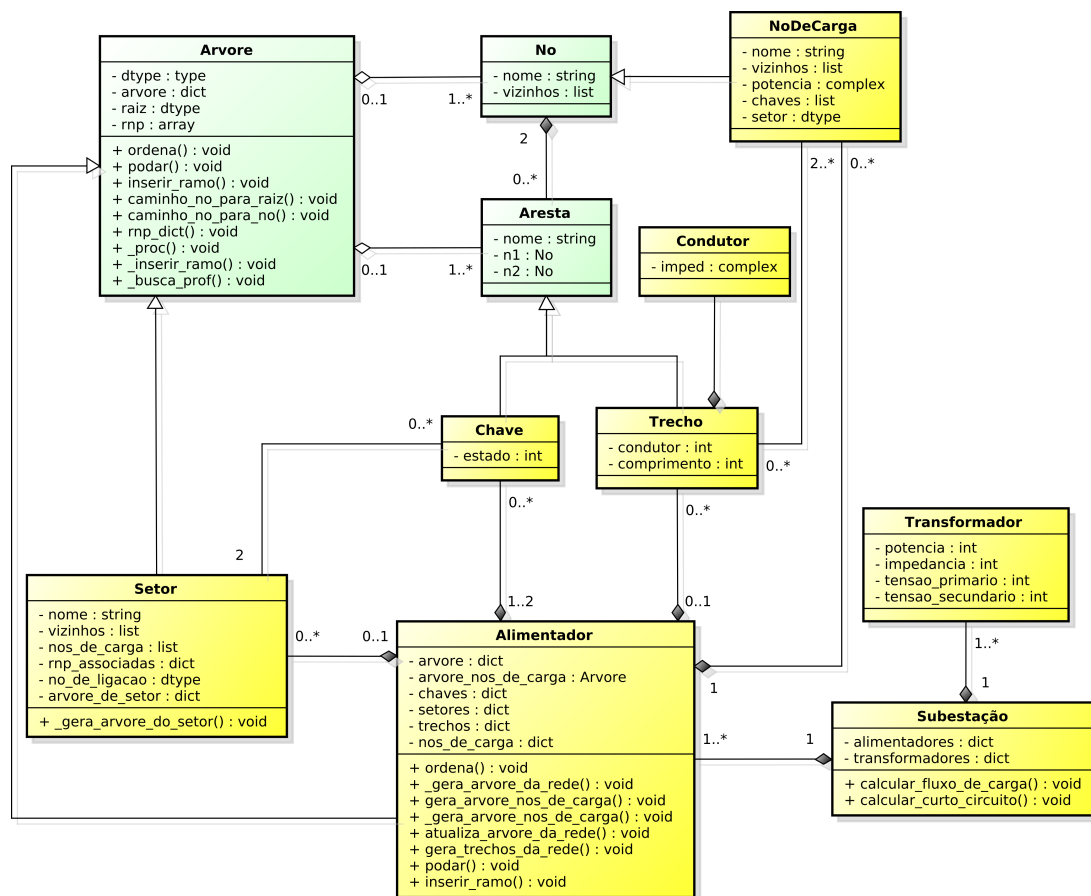 Arvore
- dtype : type
- arvore : dict
- raiz : dtype
- rnp : array
+ ordena() : void
+ podar() : void
+ inserir_ramo() : void
+ caminho_no_para_raiz() : void
+ caminho_no_para_no() : void
+ rnp_dict() : void
+ _proc() : void
+ _inserir_ramo() : void
+ _busca_prof() : void
0..1
1..*
No
- nome : string
- vizinhos : list
2
0..*
NoDeCarga
- nome : string
- vizinhos : list
- potencia : complex
- chaves : list
- setor : dtype
2..*
0..*
Aresta
- nome : string
- n1 : No
- n2 : No
0..1
1..*
Condutor
- imped : complex
Chave
- estado : int
0..*
0..*
Trecho
- condutor : int
- comprimento : int
0..*
0..*
Transformador
- potencia : int
- impedancia : int
- tensao_primario : int
- tensao_secundario : int
1..*
1
2
Setor
- nome : string
- vizinhos : list
- nos_de_carga : list
- rnp_associadas : dict
- no_de_ligacao : dtype
- arvore_de_setor : dict
+ _gera_arvore_do_setor() : void
0..*
0..1
1..2
0..1
Alimentador
- arvore : dict
- arvore_nos_de_carga : Arvore
- chaves : dict
- setores : dict
- trechos : dict
- nos_de_carga : dict
+ ordena() : void
+ _gera_arvore_da_rede() : void
+ gera_arvore_nos_de_carga() : void
+ _gera_arvore_nos_de_carga() : void
+ atualiza_arvore_da_rede() : void
+ gera_trechos_da_rede() : void
+ podar() : void
+ inserir_ramo() : void
1
1..*
1
Subestação
- alimentadores : dict
- transformadores : dict
+ calcular_fluxo_de_carga() : void
+ calcular_curto_circuito() : void